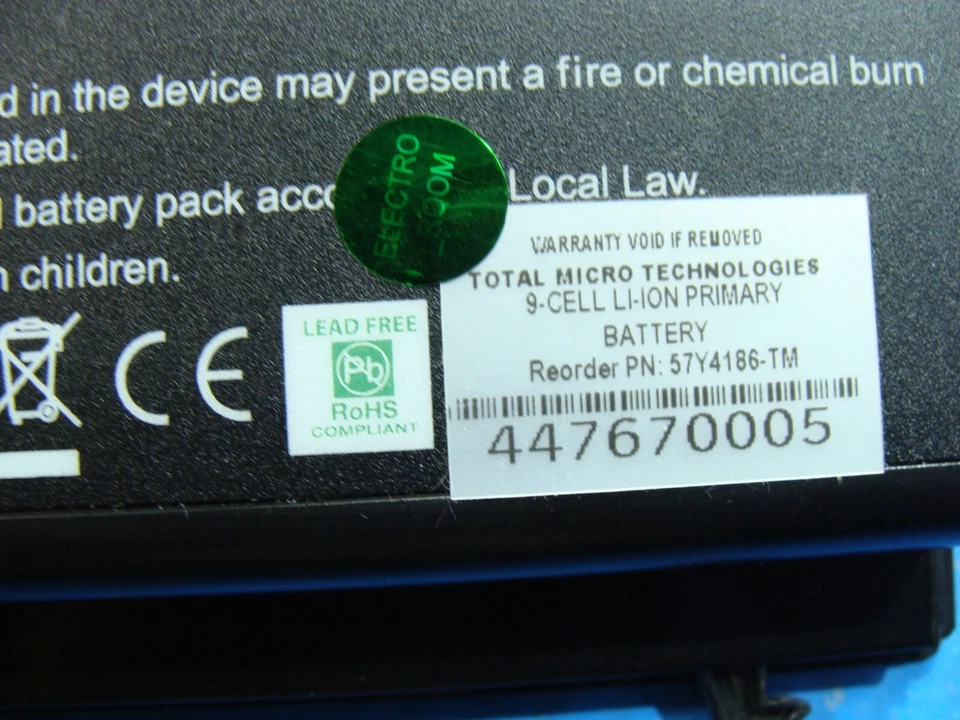 d in the device may present a fire or chemical burn
ated.
battery pack acco Local Law.
n children.
ELECTRO
ROOM
WARRANTY VOID IF REMOVED
TOTAL MICRO TECHNOLOGIES
9-CELL LI-ION PRIMARY
BATTERY
Reorder PN: 57Y4186-TM
447670005
CE
LEAD FREE
Pb
RoHS
COMPLIANT